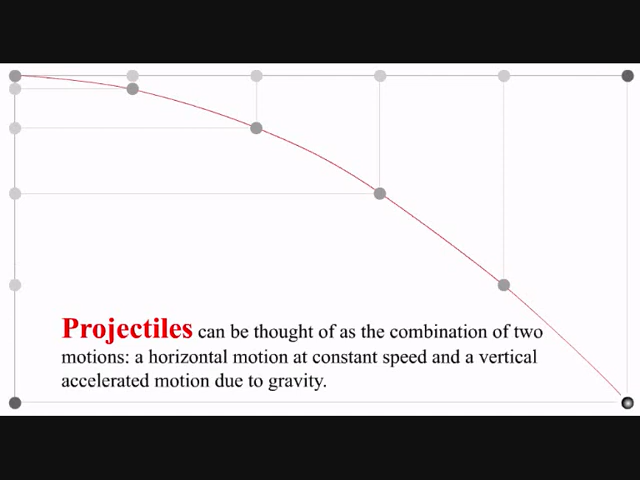 Projectiles can be thought of as the combination of two
motions: a horizontal motion at constant speed and a vertical
accelerated motion due to gravity.